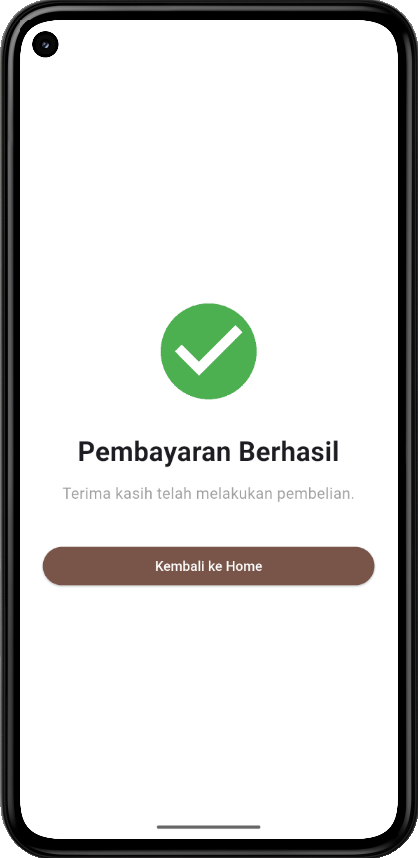 Pembayaran Berhasil
Terima kasih telah melakukan pembelian.
Kembali ke Home